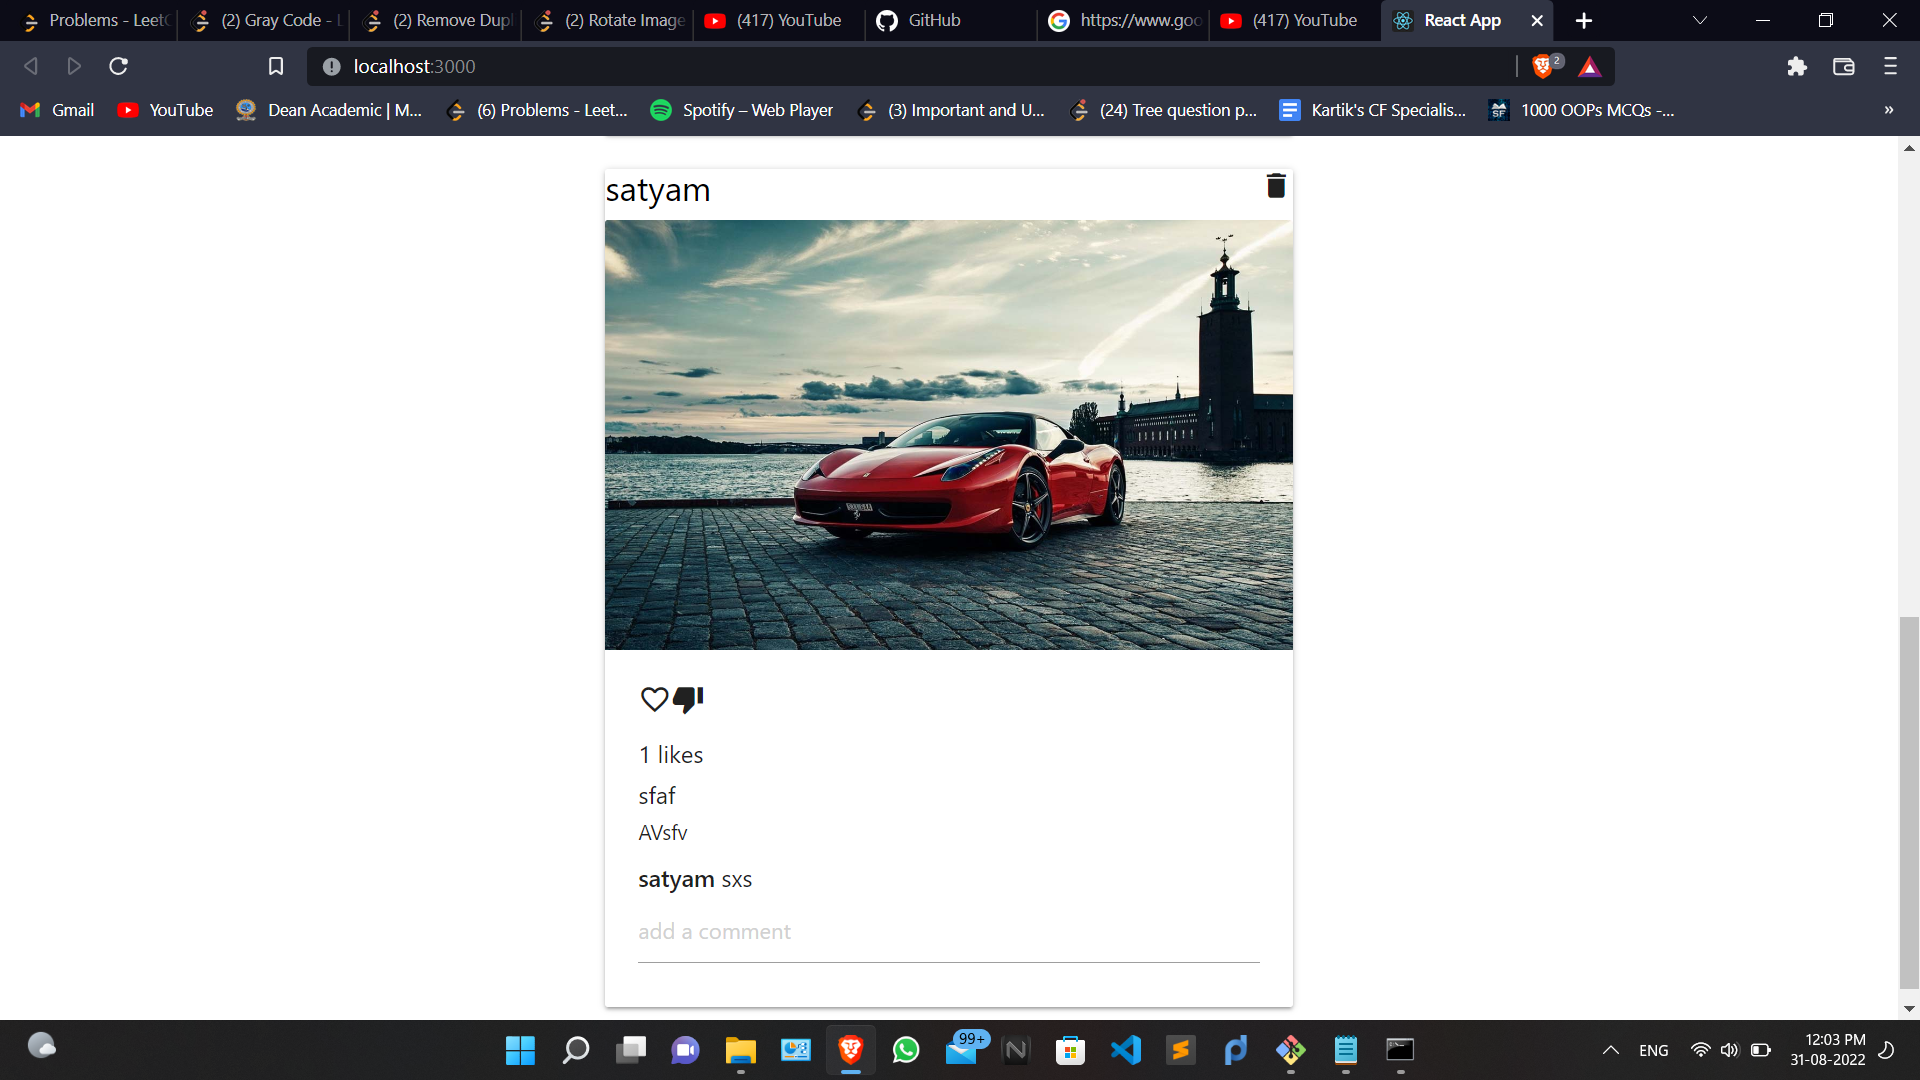 Problems - LeetC
(2) Gray Code - L
(2) Remove Dupl
(2) Rotate Image
(417) YouTube
GitHub
https://www.goo
(417) YouTube
React App
localhost:3000
2
Gmail
YouTube
Dean Academic | M...
(6) Problems - Leet...
Spotify – Web Player
(3) Important and U...
(24) Tree question p...
Kartik's CF Specialis...
SF
1000 OOPs MCQs -...
»
satyam
1 likes
sfaf
AVsfv
satyam sxs
add a comment
99+
ENG
12:03 PM
31-08-2022